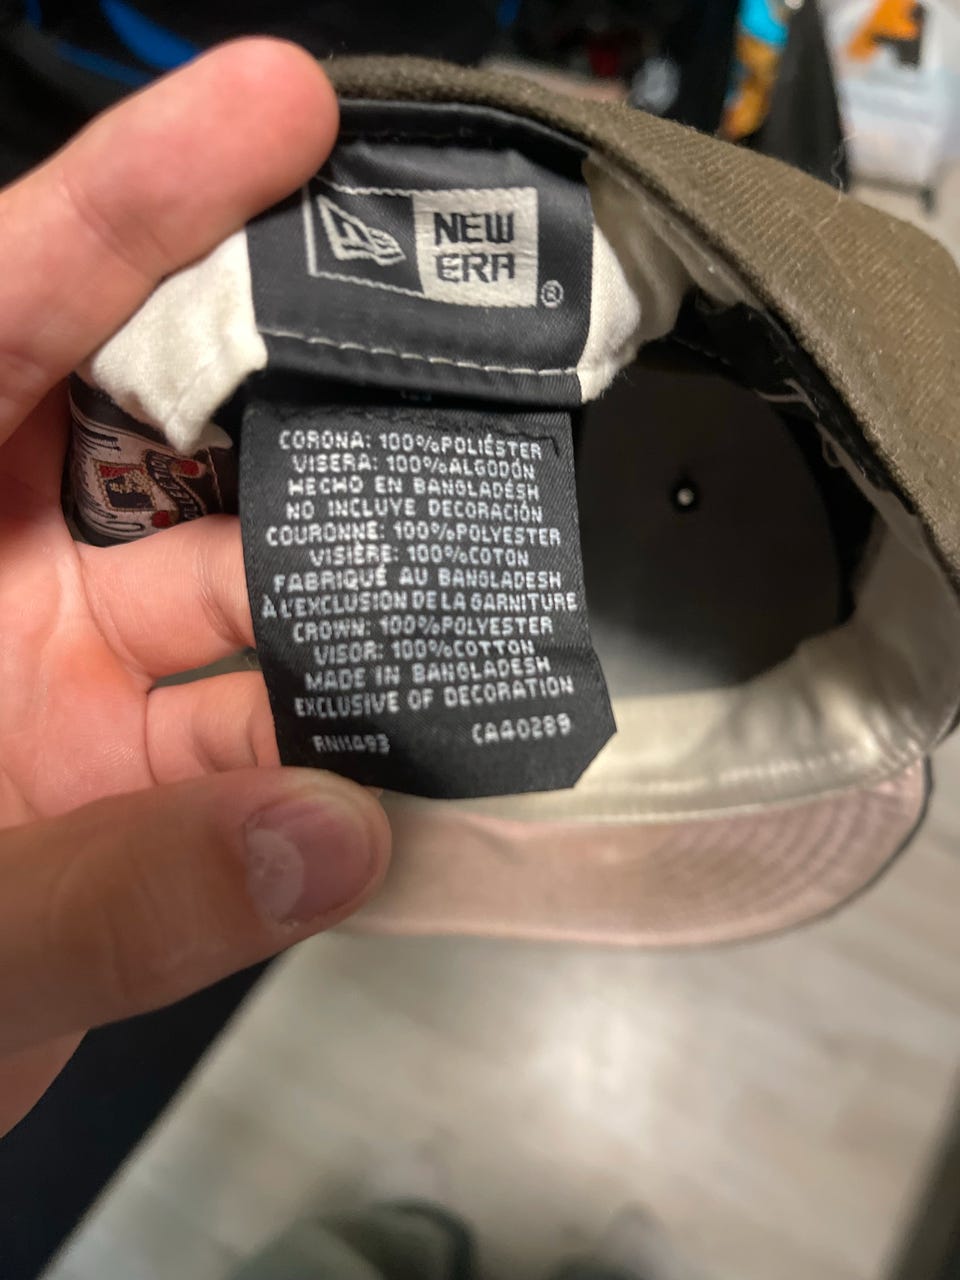 NEW
ERA
®
CORONA: 100%POLIÉSTER
VISERA: 100%ALGODÓN
HECHO EN BANGLADÉSH
NO INCLUYE DECORACIÓN
COURONNE: 100%POLYESTER
VISIÈRE: 100%COTON
FABRIQUÉ AU BANGLADESH
À L'EXCLUSION DE LA GARNITURE
CROWN: 100%POLYESTER
VISOR: 100%COTTON
MADE IN BANGLADESH
EXCLUSIVE OF DECORATION
RN11493 CA40289